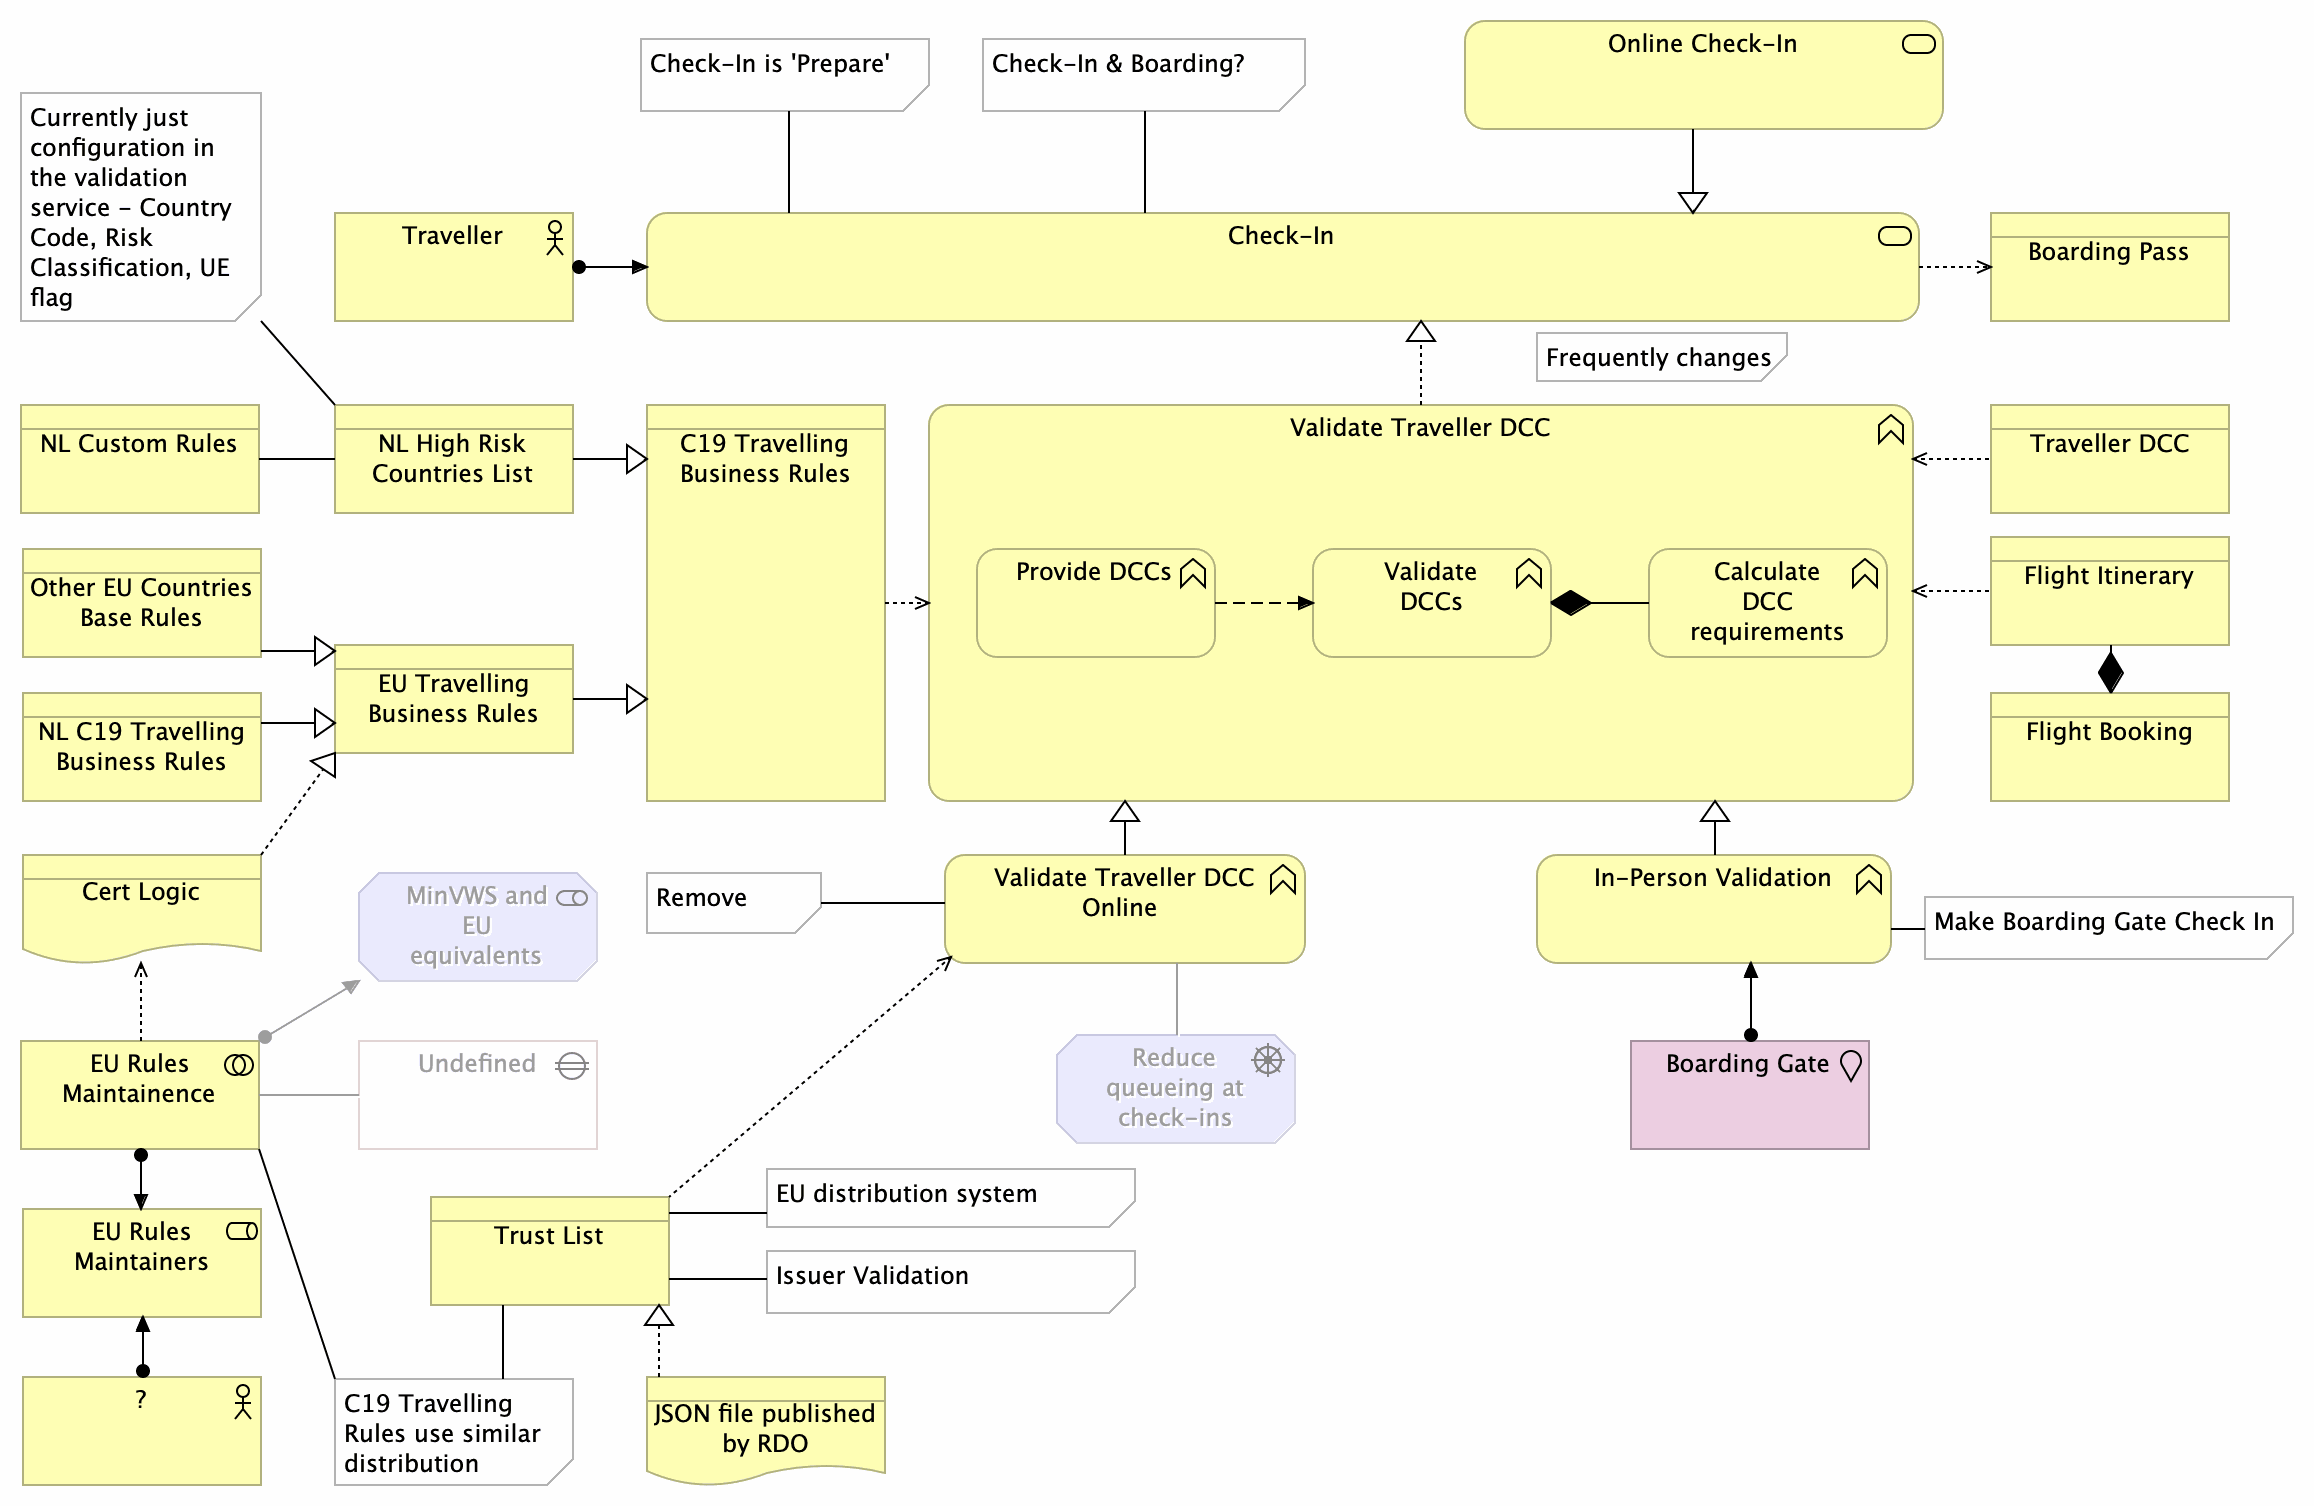 Online Check-In
Check-In is 'Prepare'
Check-In & Boarding?
Currently just
configuration in
the validation
service - Country
Code, Risk
Classification, UE
flag
Traveller
Check-In
Boarding Pass
Frequently changes
NL Custom Rules
NL High Risk
Countries List
C19 Travelling
Business Rules
Validate Traveller DCC
Traveller DCC
Other EU Countries
Base Rules
Provide DCCs
Validate
DCCs
Calculate
DCC
requirements
Flight Itinerary
EU Travelling
Business Rules
NL C19 Travelling
Business Rules
Flight Booking
Cert Logic
MinVWS and
EU
equivalents
Remove
Validate Traveller DCC
Online
In-Person Validation
Make Boarding Gate Check In
EU Rules
Maintainence
Undefined
Reduce
queueing at
check-ins
Boarding Gate
EU Rules
Maintainers
Trust List
EU distribution system
Issuer Validation
?
C19 Travelling
Rules use similar
distribution
JSON file published
by RDO